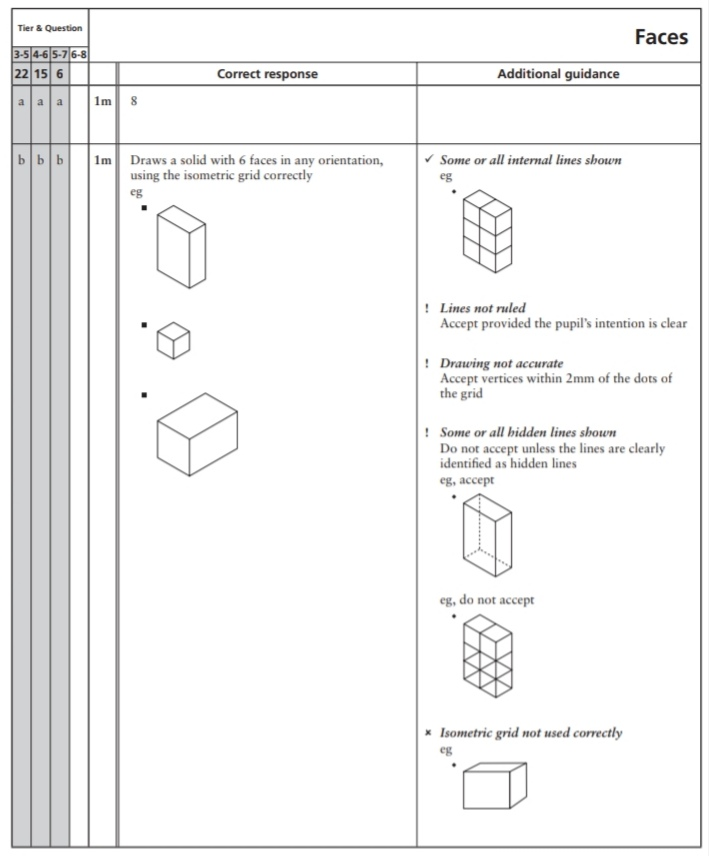 Tier & Question
Faces
3-5 4-6 5-7 6-8
22 15 6
Correct response
Additional guidance
a a a
1m
8
b b b
1m
Draws a solid with 6 faces in any orientation,
using the isometric grid correctly
eg
✓ Some or all internal lines shown
eg
! Lines not ruled
Accept provided the pupil's intention is clear
! Drawing not accurate
Accept vertices within 2mm of the dots of
the grid
! Some or all hidden lines shown
Do not accept unless the lines are clearly
identified as hidden lines
eg, accept
eg, do not accept
× Isometric grid not used correctly
eg